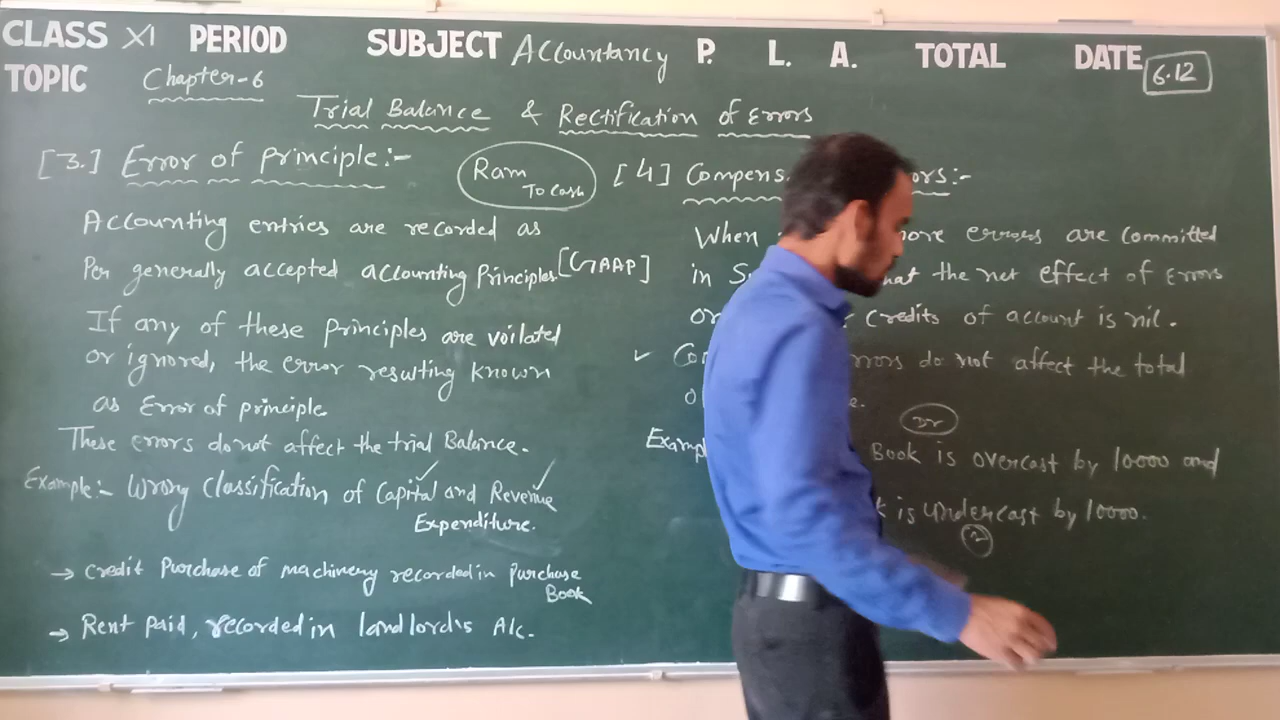 CLASS XI PERIOD SUBJECT Accountancy P. L. A. TOTAL DATE 6.12
TOPIC Chapter-6
Trial Balance & Rectification of Errors
[3.] Error of principle:-
Ram
To Cash
Accounting entries are recorded as
Per generally accepted accounting Principles [GAAP]
If any of these principles are voilated
or ignored, the error resulting known
as Error of principle
These errors do not affect the trial Balance.
Example:- Wrong Classification of Capital and Revenue
Expenditure.
→ Credit Purchase of machinery recorded in Purchase
Book
→ Rent Paid, recorded in landlord's A/c.
[4] Compens ors:-
When more errors are Committed
in that the net effect of Errors
or credits of account is nil.
✓ Co rrors do not affect the total
o e.
Dr
Exampl Book is overcast by 10000 and
k is undercast by 10000.